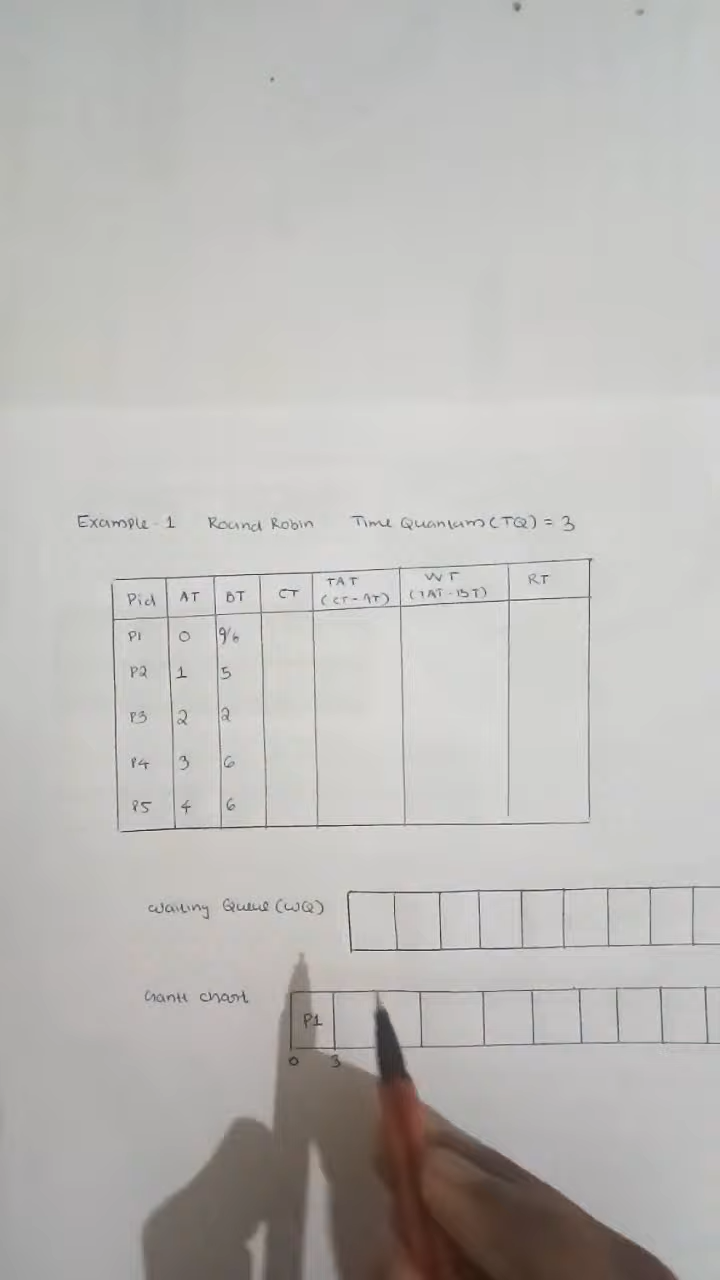 Example-1 Round Robin Time Quantum(TQ) = 3
Pid AT BT CT TAT (CT-AT) WT (TAT-BT) RT
P1 0 9/6
P2 1 5
P3 2 2
P4 3 6
P5 4 6
Waiting Queue (WQ)
Gantt chart
P1
0 3